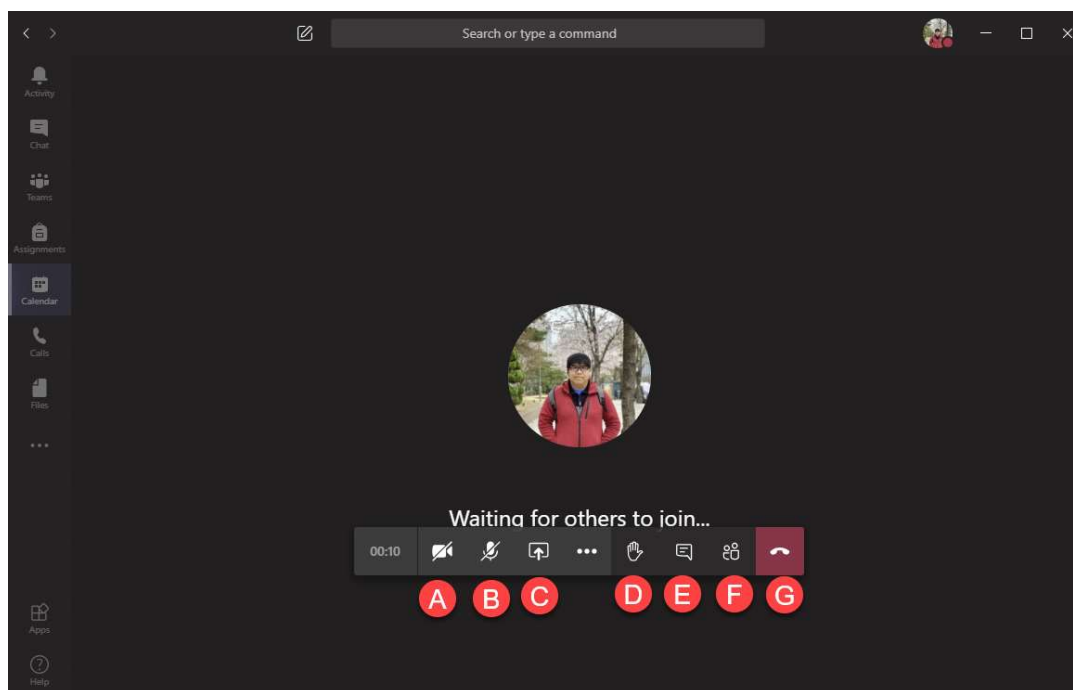 Search or type a command
Activity
Chat
Teams
Assignments
Calendar
Calls
Files
Waiting for others to join...
00:10
A B C D E F G
Apps
Help